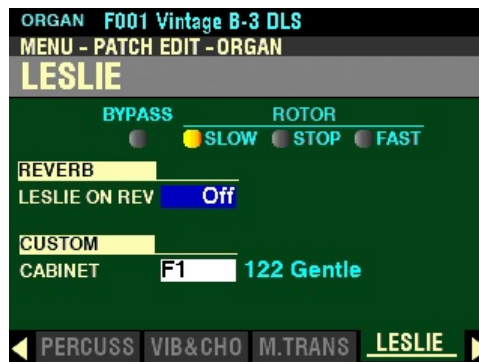 ORGAN F001 Vintage B-3 DLS
MENU - PATCH EDIT - ORGAN
LESLIE
BYPASS ROTOR
SLOW STOP FAST
REVERB
LESLIE ON REV Off
CUSTOM
CABINET F1 122 Gentle
PERCUSS VIB&CHO M.TRANS LESLIE